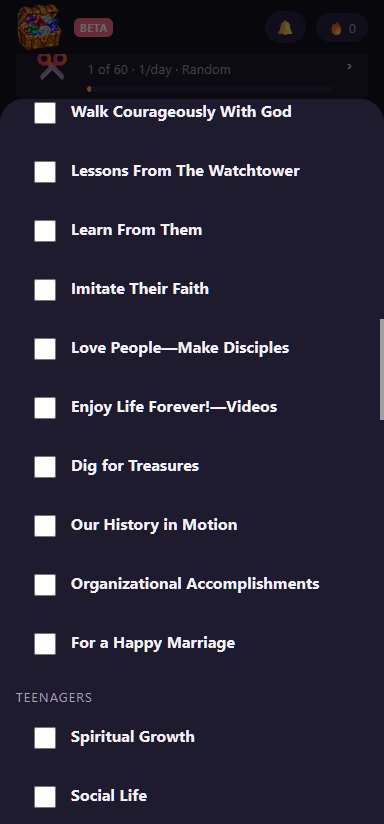 BETA
0
1 of 60 · 1/day · Random
Walk Courageously With God
Lessons From The Watchtower
Learn From Them
Imitate Their Faith
Love People—Make Disciples
Enjoy Life Forever!—Videos
Dig for Treasures
Our History in Motion
Organizational Accomplishments
For a Happy Marriage
TEENAGERS
Spiritual Growth
Social Life